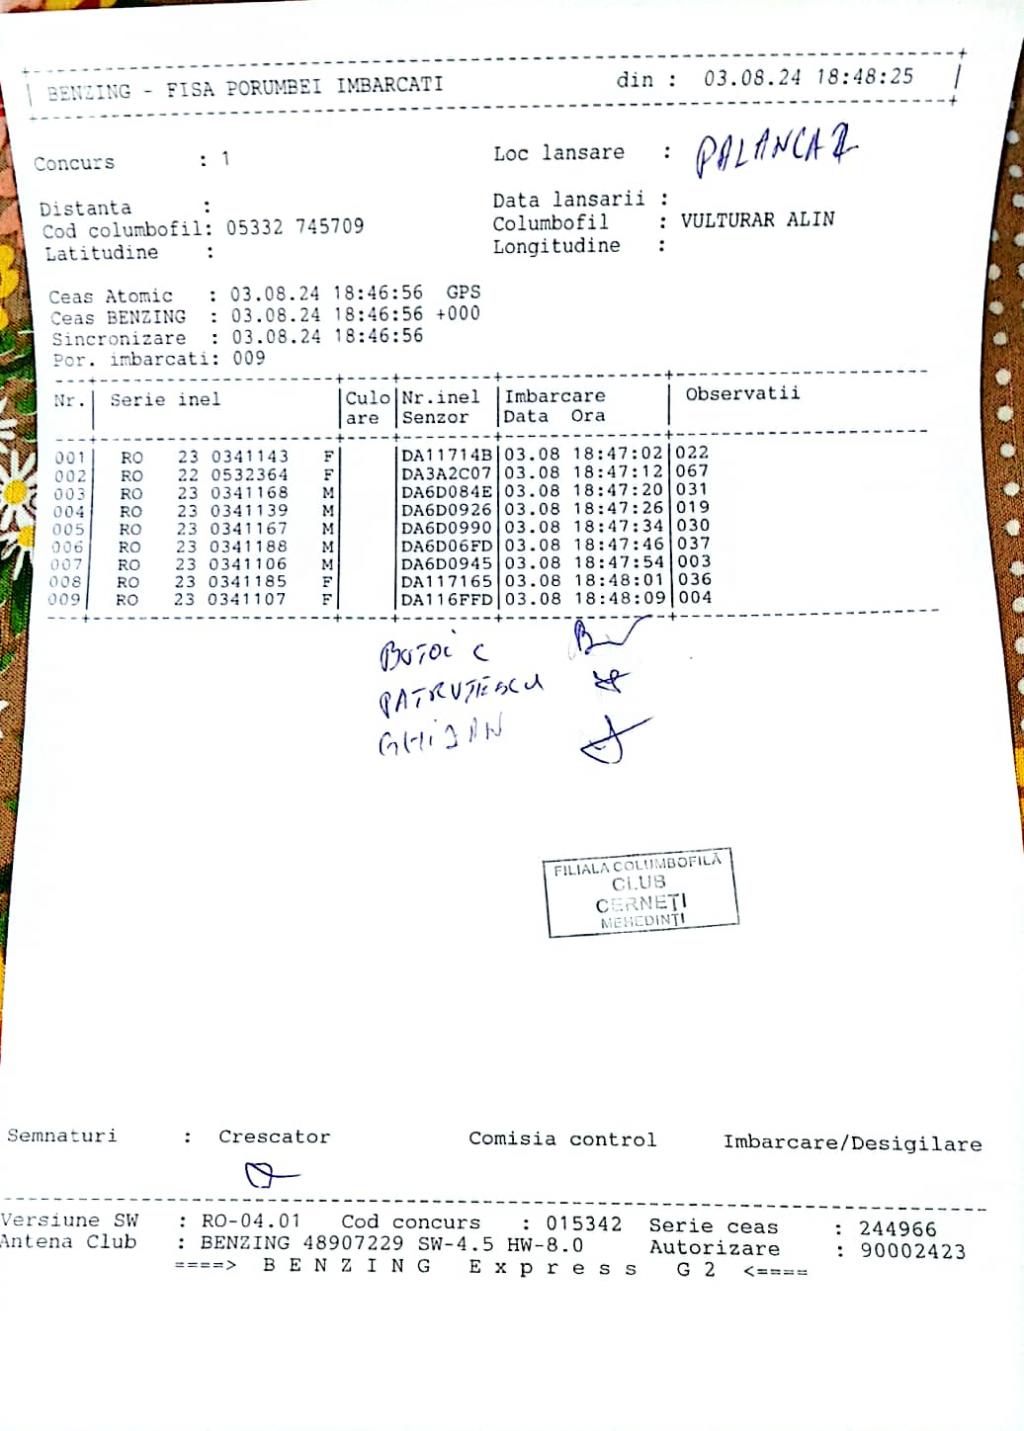 BENZING - FISA PORUMBEI IMBARCATI din : 03.08.24 18:48:25
Concurs : 1 Loc lansare : PALANCA 2
Distanta : Data lansarii :
Cod columbofil: 05332 745709 Columbofil : VULTURAR ALIN
Latitudine : Longitudine :
Ceas Atomic : 03.08.24 18:46:56 GPS
Ceas BENZING : 03.08.24 18:46:56 +000
Sincronizare : 03.08.24 18:46:56
Por. imbarcati: 009
Nr. Serie inel Culo Nr.inel Imbarcare Observatii
are Senzor Data Ora
001 RO 23 0341143 F DA11714B 03.08 18:47:02 022
002 RO 22 0532364 F DA3A2C07 03.08 18:47:12 067
003 RO 23 0341168 M DA6D084E 03.08 18:47:20 031
004 RO 23 0341139 M DA6D0926 03.08 18:47:26 019
005 RO 23 0341167 M DA6D0990 03.08 18:47:34 030
006 RO 23 0341188 M DA6D06FD 03.08 18:47:46 037
007 RO 23 0341106 M DA6D0945 03.08 18:47:54 003
008 RO 23 0341185 F DA117165 03.08 18:48:01 036
009 RO 23 0341107 F DA116FFD 03.08 18:48:09 004
BOTOI C
PATRUȚESCU
FILIALA COLUMBOFILĂ
CLUB
CERNEȚI
MEHEDINȚI
Semnaturi : Crescator Comisia control Imbarcare/Desigilare
Versiune SW : RO-04.01 Cod concurs : 015342 Serie ceas : 244966
Antena Club : BENZING 48907229 SW-4.5 HW-8.0 Autorizare : 90002423
====> B E N Z I N G E x p r e s s G 2 <====